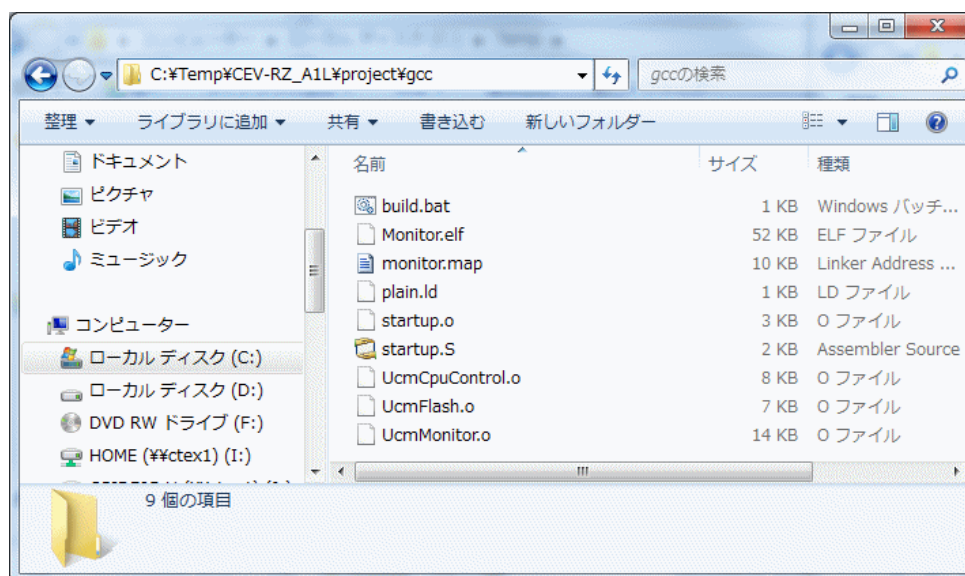 C:¥Temp¥CEV-RZ_A1L¥project¥gcc
gccの検索
整理 ライブラリに追加 共有 書き込む 新しいフォルダー
ドキュメント
ピクチャ
ビデオ
ミュージック
コンピューター
ローカル ディスク (C:)
ローカル ディスク (D:)
DVD RW ドライブ (F:)
HOME (¥¥ctex1) (I:)
名前 サイズ 種類
build.bat 1 KB Windows バッチ...
Monitor.elf 52 KB ELF ファイル
monitor.map 10 KB Linker Address ...
plain.ld 1 KB LD ファイル
startup.o 3 KB O ファイル
startup.S 2 KB Assembler Source
UcmCpuControl.o 8 KB O ファイル
UcmFlash.o 7 KB O ファイル
UcmMonitor.o 14 KB O ファイル
9 個の項目